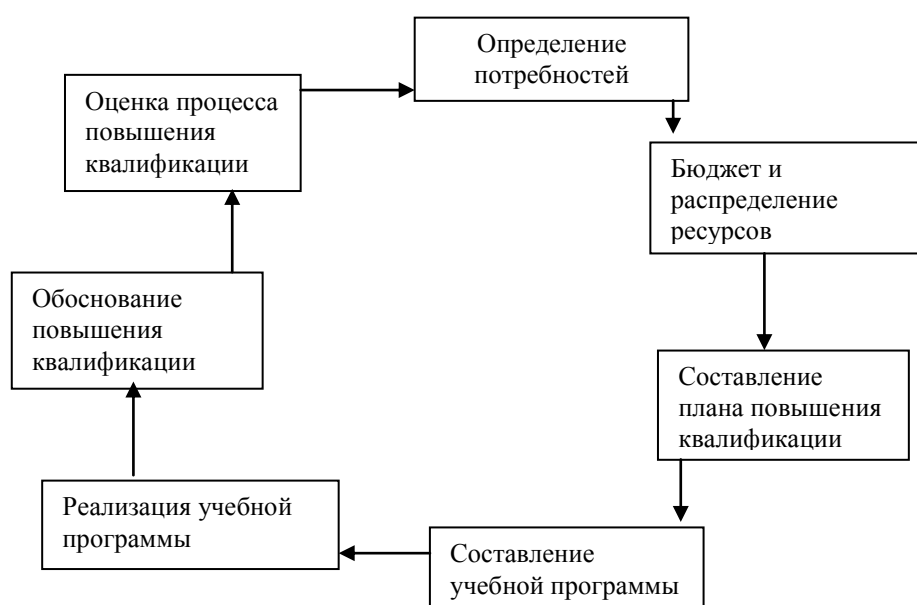 Определение
потребностей
Оценка процесса
повышения
квалификации
Бюджет и
распределение
ресурсов
Обоснование
повышения
квалификации
Составление
плана повышения
квалификации
Реализация учебной
программы
Составление
учебной программы